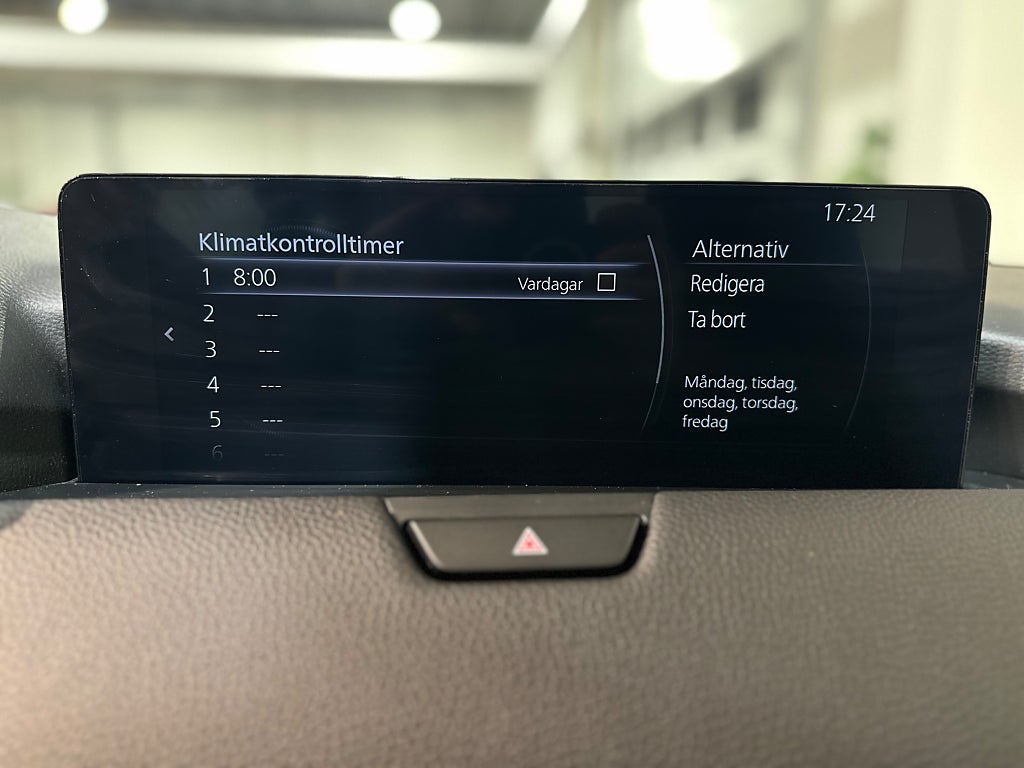 17:24
Klimatkontrolltimer
1 8:00 Vardagar
2 ---
3 ---
4 ---
5 ---
6 ---
Alternativ
Redigera
Ta bort
Måndag, tisdag,
onsdag, torsdag,
fredag